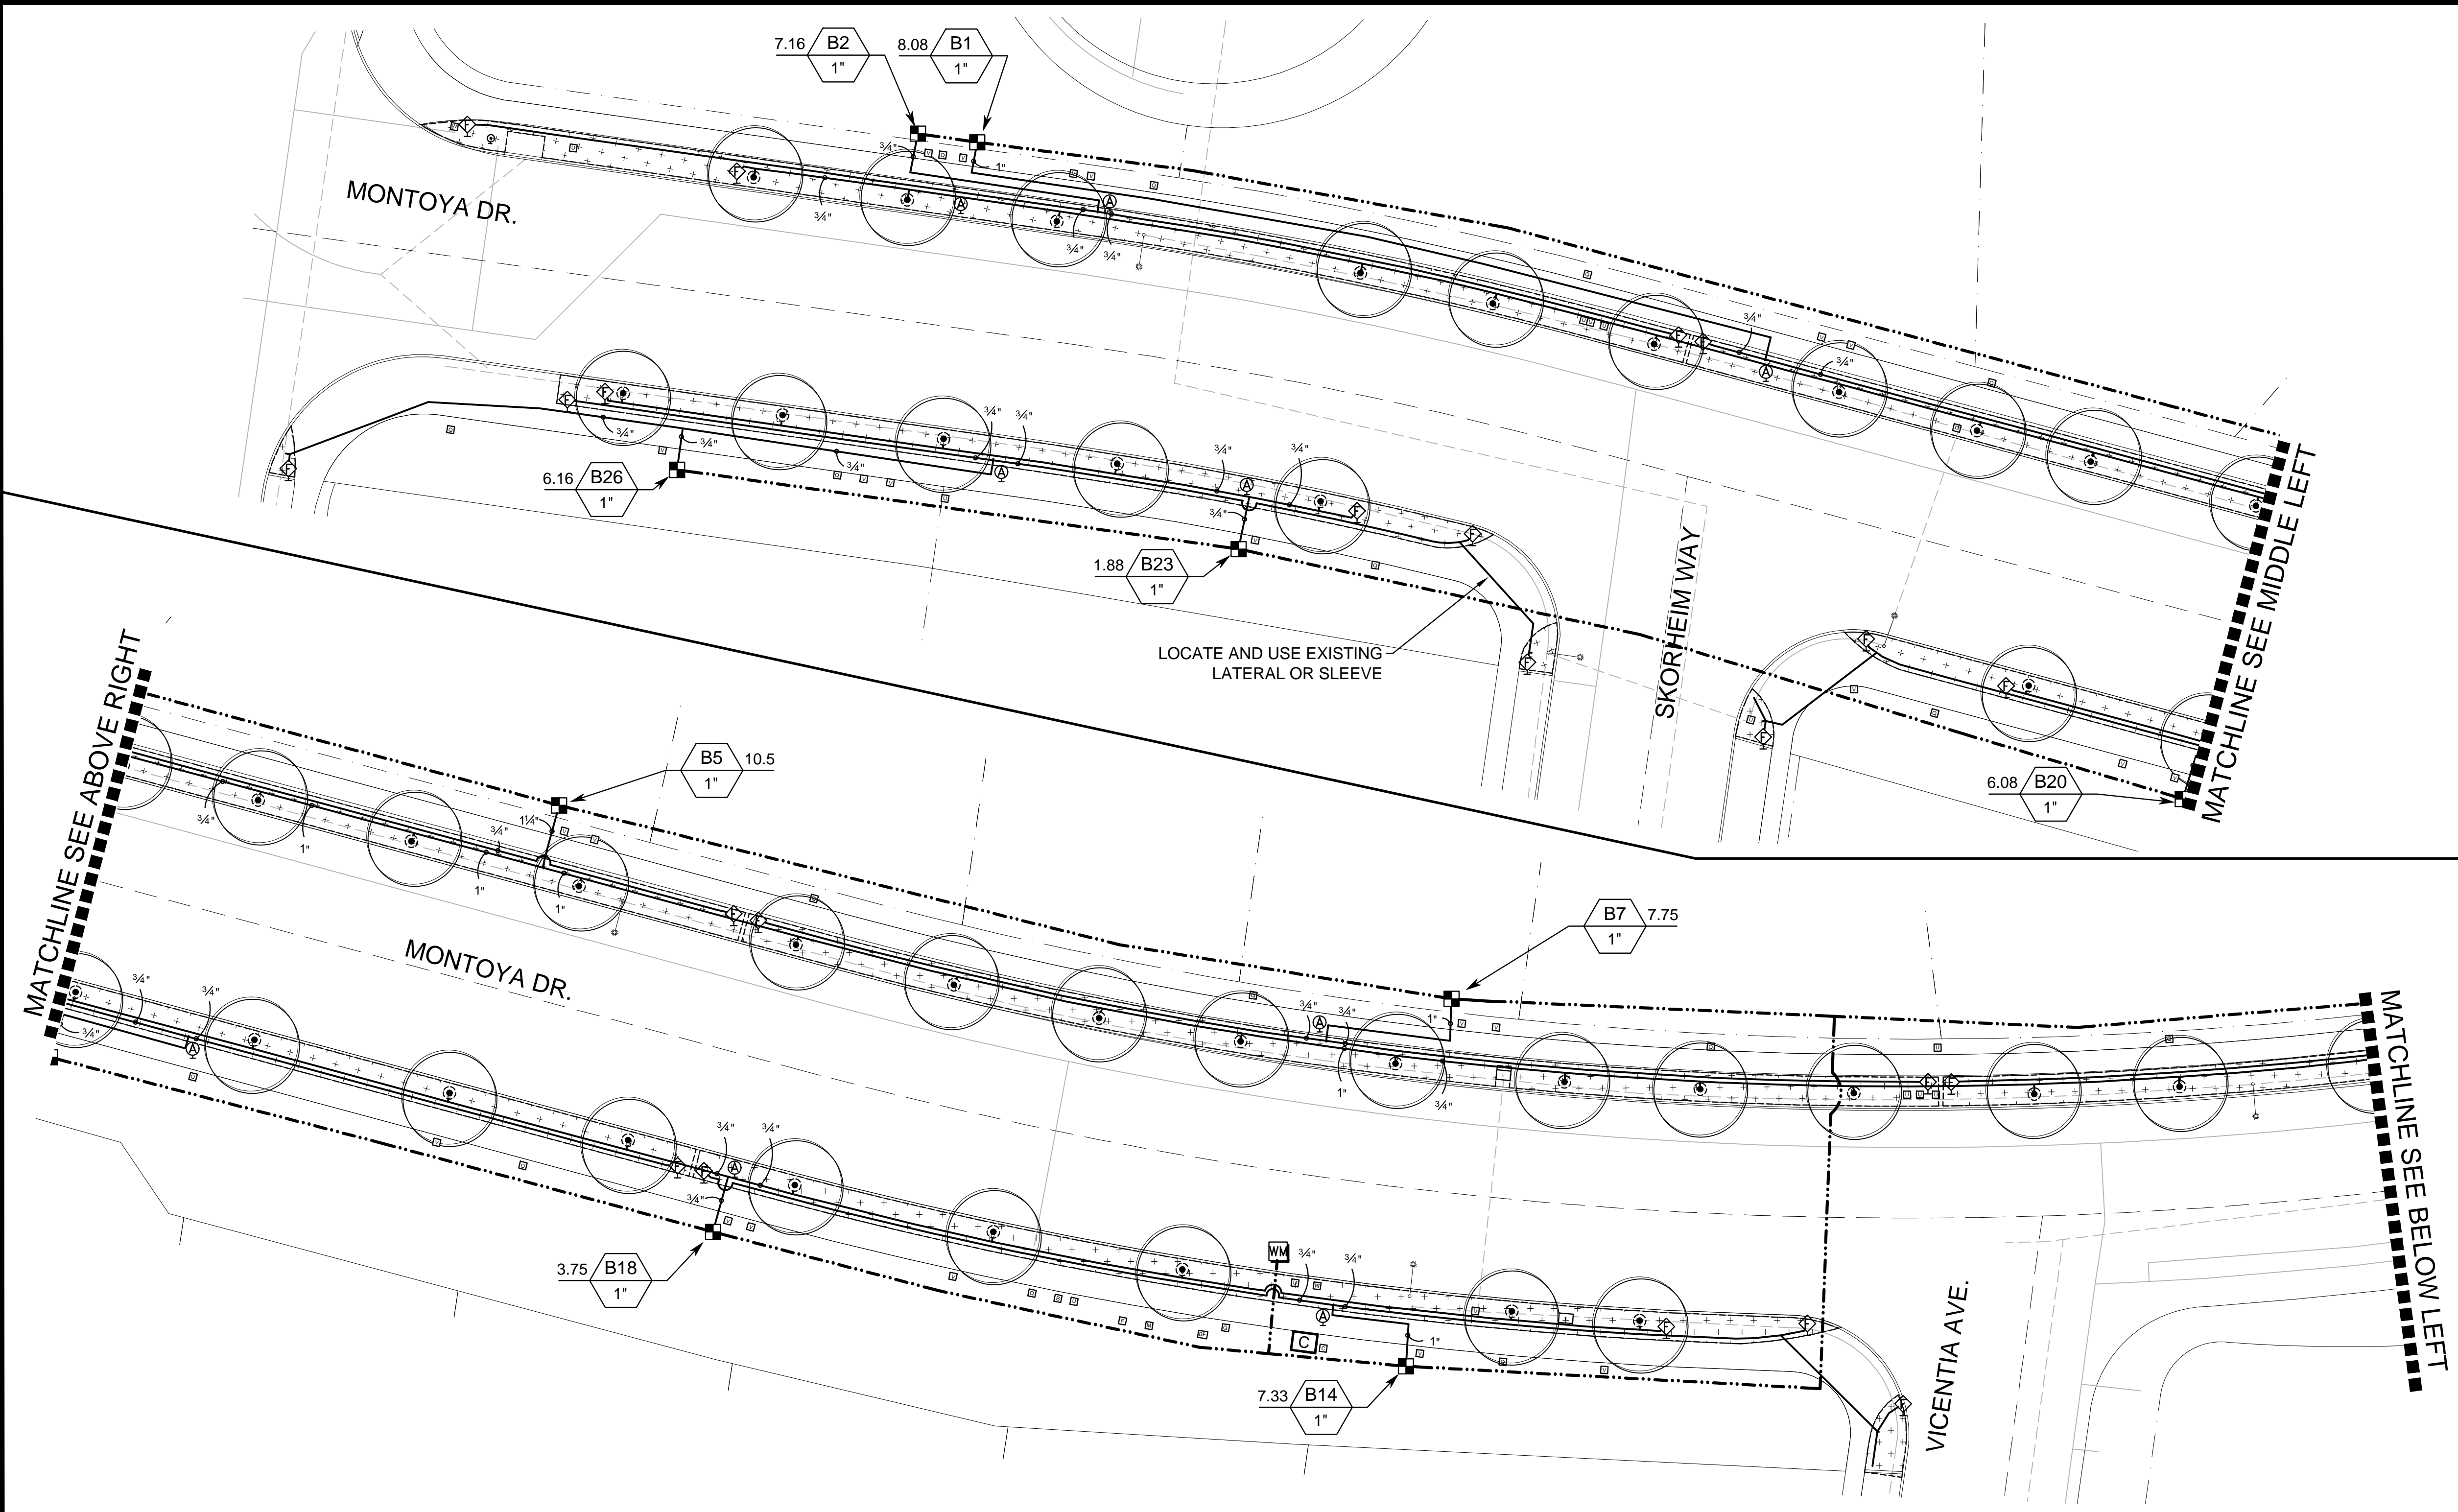 7.16 B2 8.08 B1
1" 1"
¾"
1"
MONTOYA DR.
¾"
¾" ¾"
¾"
¾"
¾" ¾"
¾" ¾"
¾"
¾"
6.16 B26
1"
¾" ¾"
¾"
1.88 B23
1"
LOCATE AND USE EXISTING
LATERAL OR SLEEVE
SKORHEIM WAY
6.08 B20
1"
MATCHLINE SEE MIDDLE LEFT
MATCHLINE SEE ABOVE RIGHT
B5 10.5
1"
1¼"
¾"
¾"
1"
1"
1"
MONTOYA DR.
B7 7.75
1"
¾" ¾"
1"
1"
¾"
¾" ¾"
¾"
¾" ¾"
¾"
3.75 B18
1"
WM ¾" ¾"
C 1"
7.33 B14
1"
VICENTIA AVE.
MATCHLINE SEE BELOW LEFT